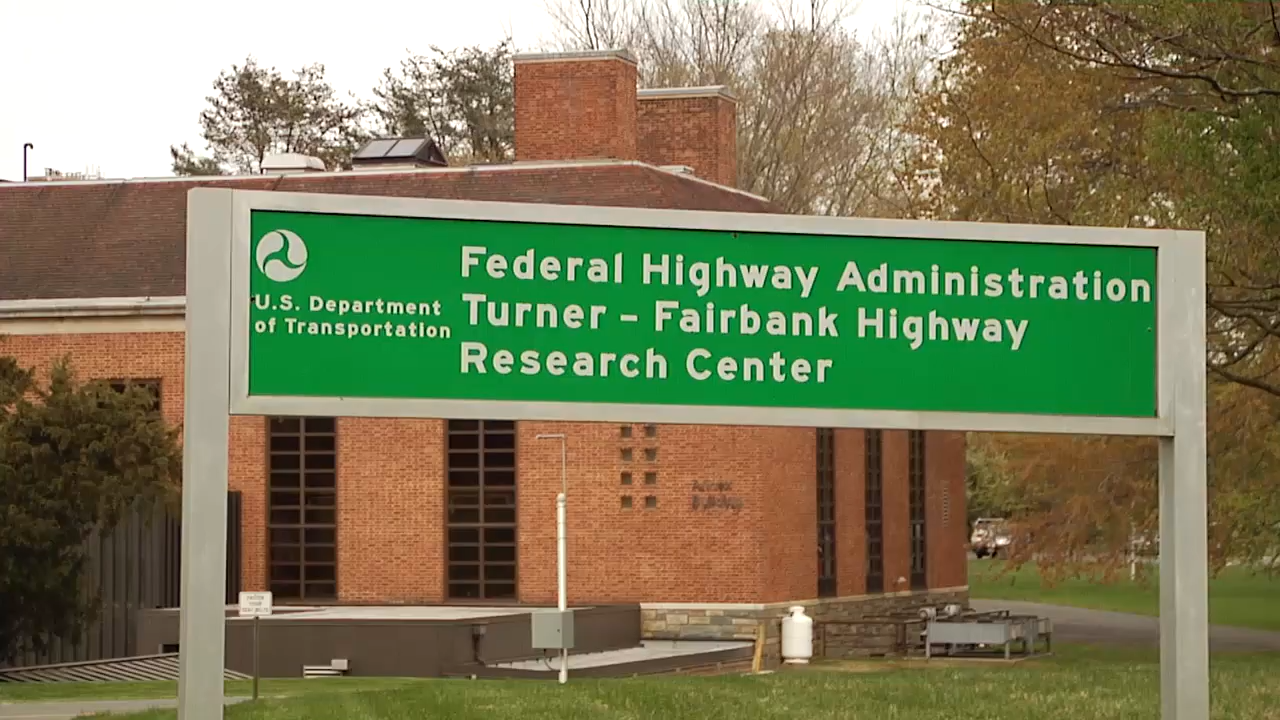 U.S. Department
of Transportation
Federal Highway Administration
Turner – Fairbank Highway
Research Center